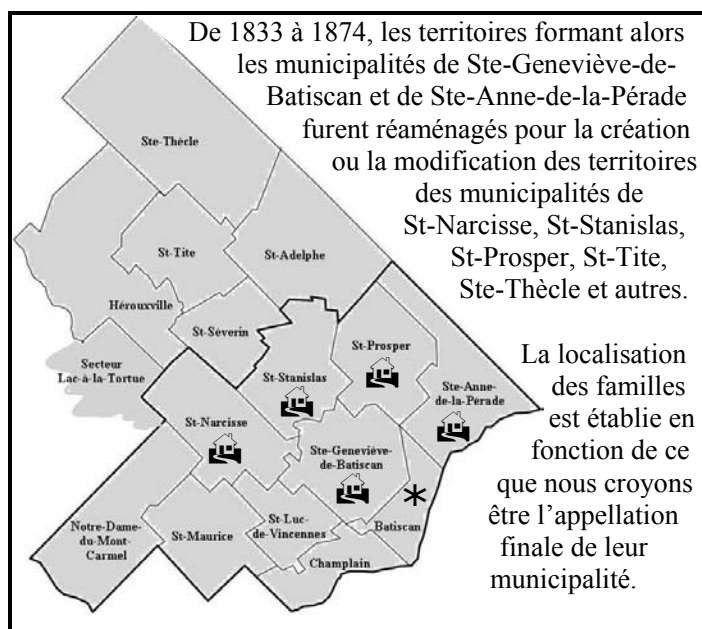 De 1833 à 1874, les territoires formant alors
les municipalités de Ste-Geneviève-de-
Batiscan et de Ste-Anne-de-la-Pérade
furent réaménagés pour la création
ou la modification des territoires
des municipalités de
St-Narcisse, St-Stanislas,
St-Prosper, St-Tite,
Ste-Thècle et autres.
La localisation
des familles
est établie en
fonction de ce
que nous croyons
être l'appellation
finale de leur
municipalité.
Ste-Thècle
St-Tite
St-Adelphe
Hérouxville
St-Séverin
St-Prosper
Secteur
Lac-à-la-Tortue
St-Stanislas
Ste-Anne-
de-la-Pérade
St-Narcisse
Ste-Geneviève-
de-Batiscan
*
Batiscan
Notre-Dame-
du-Mont-
Carmel
St-Maurice
St-Luc-
de-Vincennes
Champlain